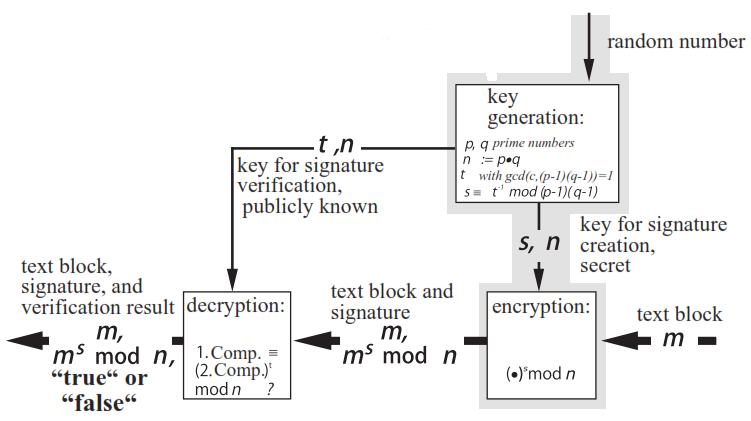 random number
key
generation:
p, q prime numbers
n := p•q
t with gcd(c,(p-1)(q-1))=1
s ≡ t⁻¹ mod (p-1)(q-1)
t ,n
key for signature
verification,
publicly known
s, n
key for signature
creation,
secret
text block,
signature, and
verification result
m,
mˢ mod n,
“true“ or
“false“
decryption:
1. Comp. ≡
(2. Comp.)ᵗ
mod n ?
text block and
signature
m,
mˢ mod n
encryption:
(•)ˢmod n
text block
m